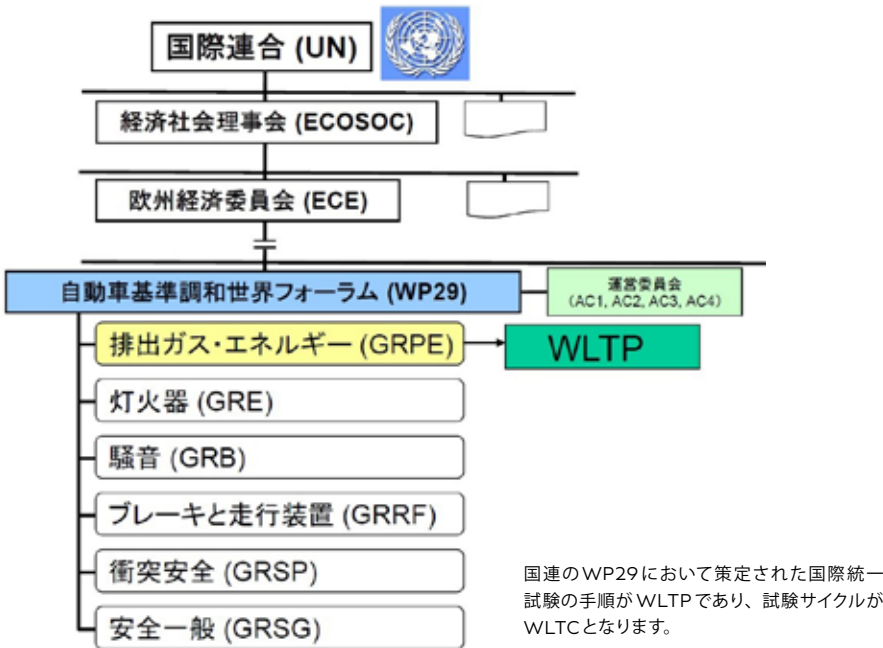 国際連合 (UN)
経済社会理事会 (ECOSOC)
欧州経済委員会 (ECE)
自動車基準調和世界フォーラム (WP29)
運営委員会
(AC1, AC2, AC3, AC4)
排出ガス・エネルギー (GRPE)
WLTP
灯火器 (GRE)
騒音 (GRB)
ブレーキと走行装置 (GRRF)
衝突安全 (GRSP)
安全一般 (GRSG)
国連のWP29において策定された国際統一
試験の手順がWLTPであり、試験サイクルが
WLTCとなります。